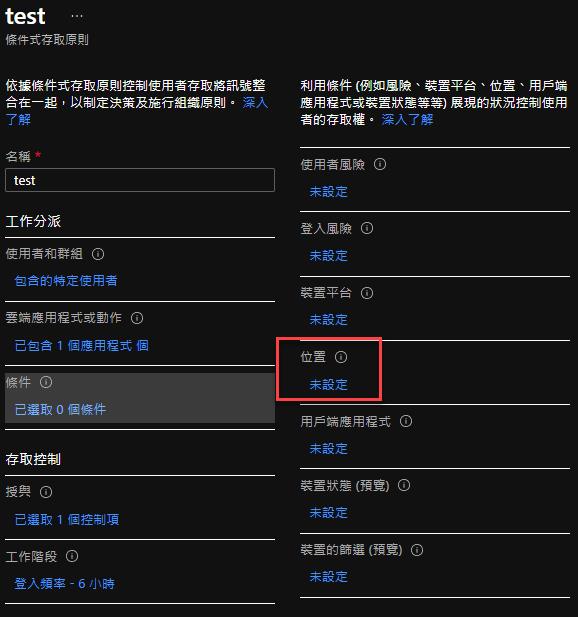 test ...
條件式存取原則
依據條件式存取原則控制使用者存取將訊號整
合在一起，以制定決策及施行組織原則。 深入
了解
名稱 *
test
工作分派
使用者和群組
包含的特定使用者
雲端應用程式或動作
已包含 1 個應用程式 個
條件
已選取 0 個條件
存取控制
授與
已選取 1 個控制項
工作階段
登入頻率 - 6 小時
利用條件 (例如風險、裝置平台、位置、用戶端
應用程式或裝置狀態等等) 展現的狀況控制使用
者的存取權。 深入了解
使用者風險
未設定
登入風險
未設定
裝置平台
未設定
位置
未設定
用戶端應用程式
未設定
裝置狀態 (預覽)
未設定
裝置的篩選 (預覽)
未設定